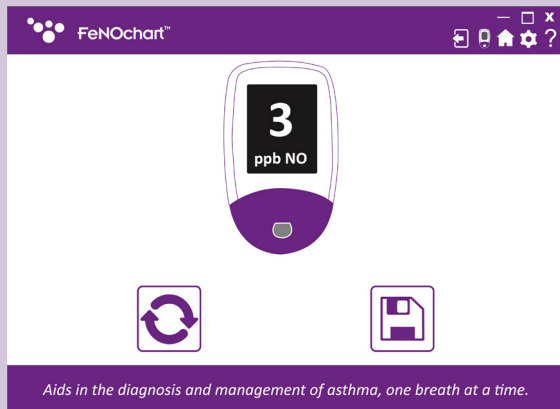 FeNOchart™
3
ppb NO
Aids in the diagnosis and management of asthma, one breath at a time.